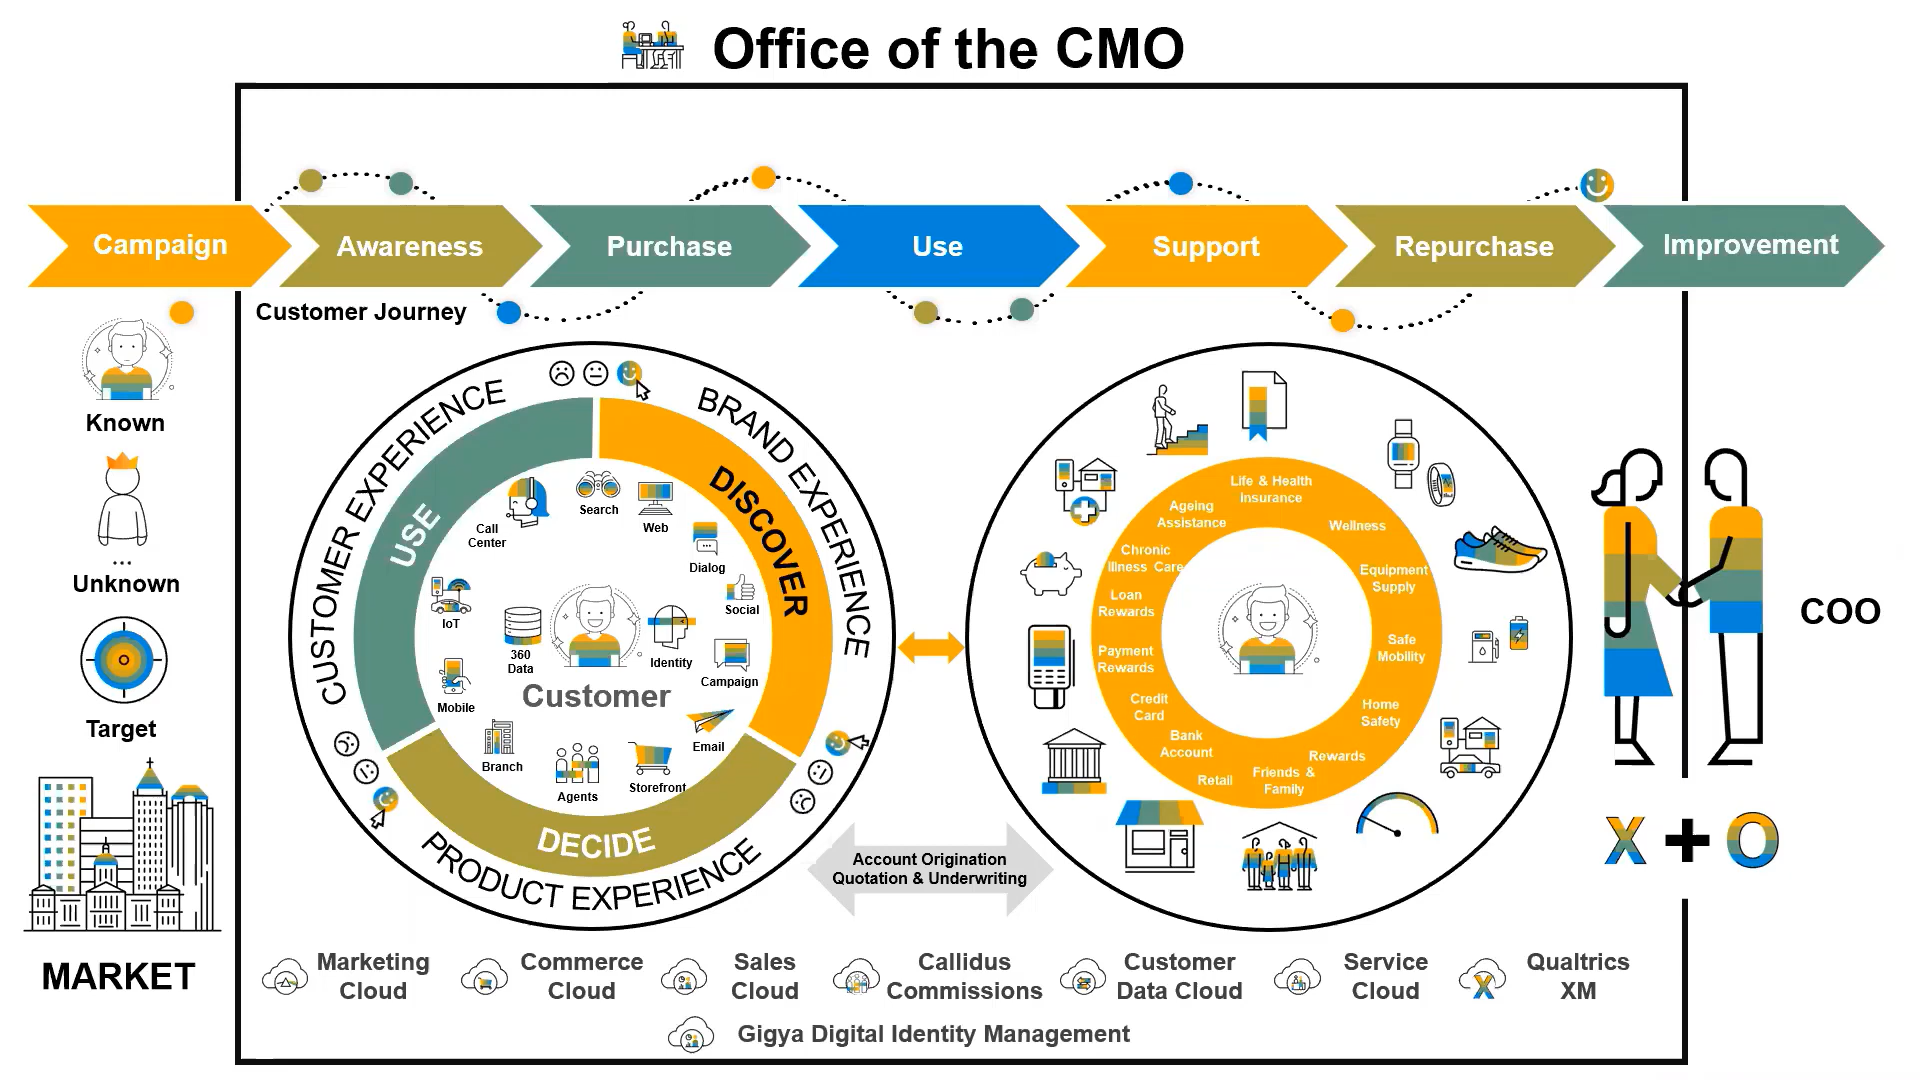 Office of the CMO
Campaign
Awareness
Purchase
Use
Support
Repurchase
Improvement
Customer Journey
Known
...
Unknown
Target
MARKET
CUSTOMER EXPERIENCE
BRAND EXPERIENCE
PRODUCT EXPERIENCE
USE
DISCOVER
DECIDE
Call
Center
Search
Web
Dialog
Social
IoT
360
Data
Identity
Campaign
Mobile
Customer
Email
Branch
Agents
Storefront
Account Origination
Quotation & Underwriting
Life & Health
Insurance
Ageing
Assistance
Wellness
Chronic
Illness Care
Equipment
Supply
Loan
Rewards
Safe
Mobility
Payment
Rewards
Credit
Card
Home
Safety
Bank
Account
Rewards
Retail
Friends &
Family
COO
X + O
Marketing
Cloud
Commerce
Cloud
Sales
Cloud
Callidus
Commissions
Customer
Data Cloud
Service
Cloud
X
Qualtrics
XM
Gigya Digital Identity Management